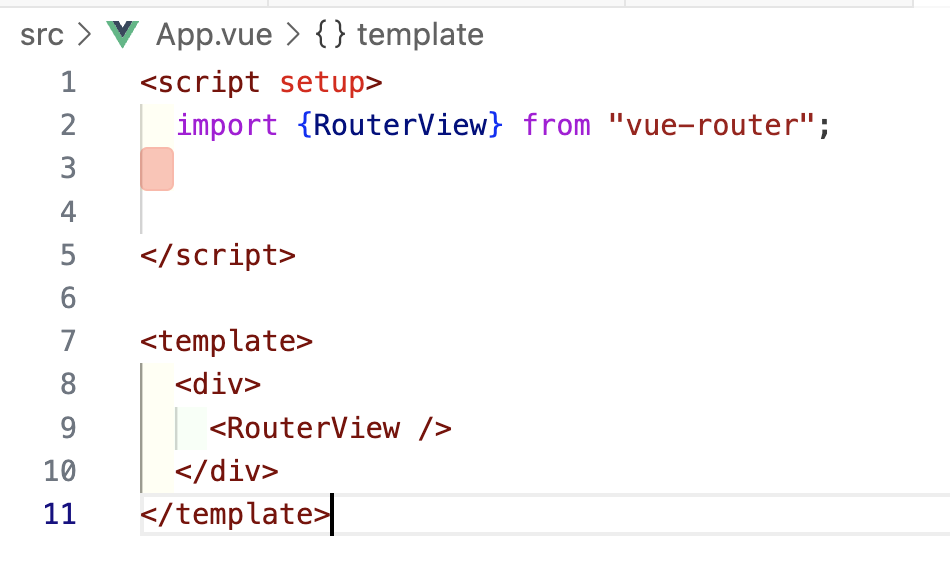 src > App.vue > {} template
1 <script setup>
2   import {RouterView} from "vue-router";
3
4
5 </script>
6
7 <template>
8   <div>
9     <RouterView />
10   </div>
11 </template>